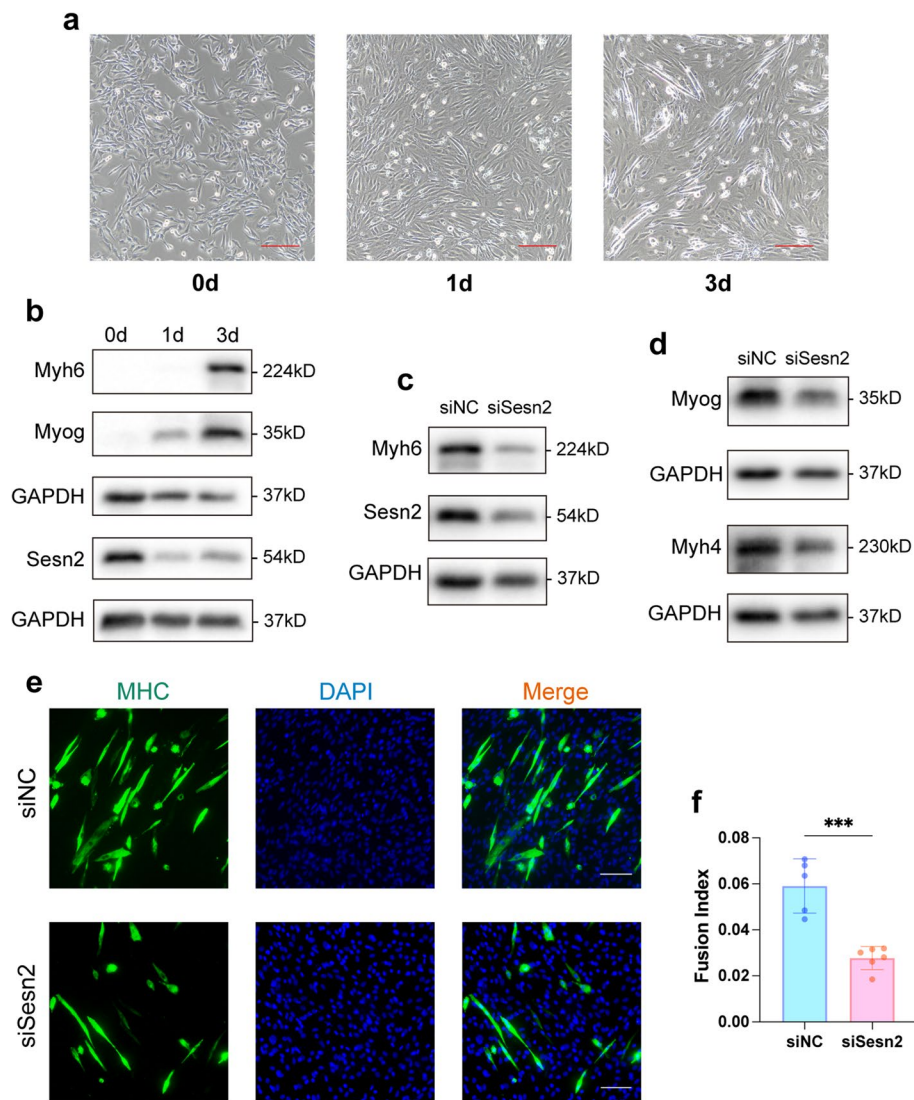 a
0d 1d 3d
b
0d 1d 3d
Myh6 224kD
Myog 35kD
GAPDH 37kD
Sesn2 54kD
GAPDH 37kD
c
siNC siSesn2
Myh6 224kD
Sesn2 54kD
GAPDH 37kD
d
siNC siSesn2
Myog 35kD
GAPDH 37kD
Myh4 230kD
GAPDH 37kD
e
MHC DAPI Merge
siNC
siSesn2
f
***
Fusion Index
0.08
0.06
0.04
0.02
0.00
siNC siSesn2